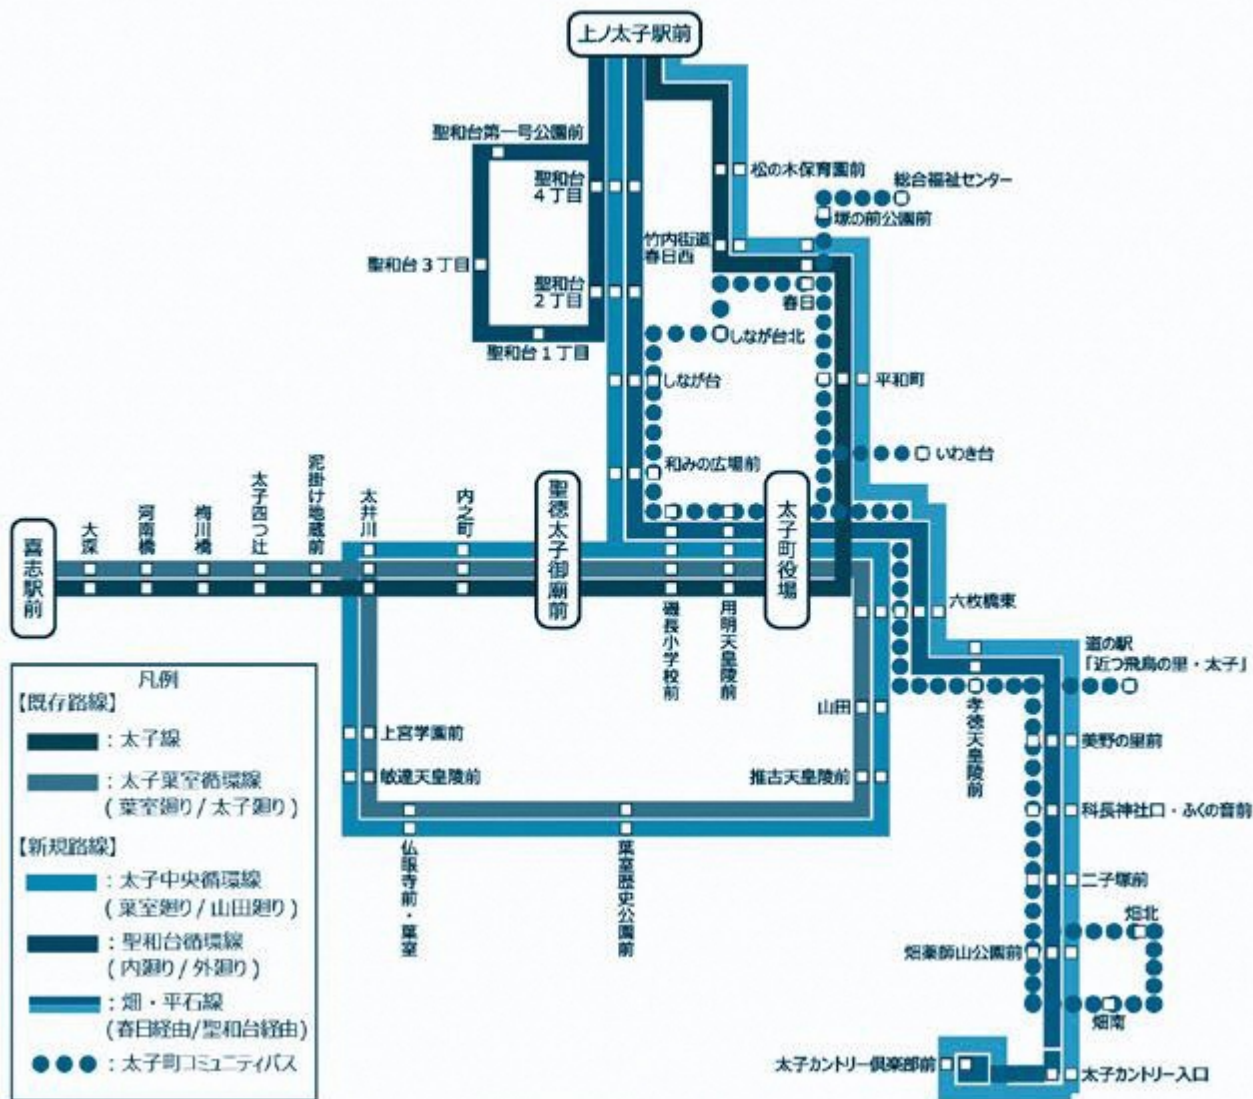 上ノ太子駅前
聖和台第一号公園前
聖和台
4丁目
聖和台3丁目
聖和台
2丁目
聖和台1丁目
松の木保育園前
総合福祉センター
塚の前公園前
竹内街道
春日西
春日
しなが台北
しなが台
平和町
いわき台
和みの広場前
喜志駅前
大深
河南橋
梅川橋
太子四つ辻
泥掛け地蔵前
太井川
内之町
聖徳太子御廟前
太子町役場
磯長小学校前
用明天皇陵前
六枚橋東
道の駅
「近つ飛鳥の里・太子」
孝徳天皇陵前
山田
上宮学園前
敏達天皇陵前
推古天皇陵前
仏眼寺前・葉室
葉室歴史公園前
美野の里前
科長神社口・ふくの音前
二子塚前
畑北
畑薬師山公園前
畑南
太子カントリー倶楽部前
太子カントリー入口
凡例
【既存路線】
：太子線
：太子葉室循環線
(葉室廻り/太子廻り)
【新規路線】
：太子中央循環線
(葉室廻り/山田廻り)
：聖和台循環線
(内廻り/外廻り)
：畑・平石線
(春日経由/聖和台経由)
：太子町コミュニティバス